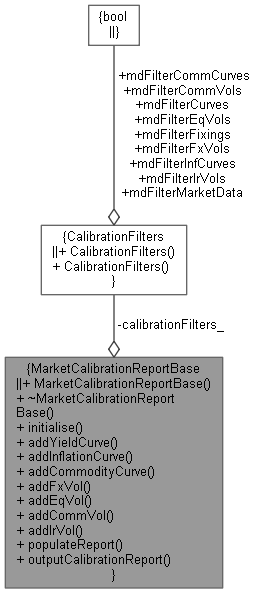 {bool
||}
+mdFilterCommCurves
+mdFilterCommVols
+mdFilterCurves
+mdFilterEqVols
+mdFilterFixings
+mdFilterFxVols
+mdFilterInfCurves
+mdFilterIrVols
+mdFilterMarketData
{CalibrationFilters
||+ CalibrationFilters()
+ CalibrationFilters()
}
-calibrationFilters_
{MarketCalibrationReportBase
||+ MarketCalibrationReportBase()
+ ~MarketCalibrationReport
Base()
+ initialise()
+ addYieldCurve()
+ addInflationCurve()
+ addCommodityCurve()
+ addFxVol()
+ addEqVol()
+ addCommVol()
+ addIrVol()
+ populateReport()
+ outputCalibrationReport()
}